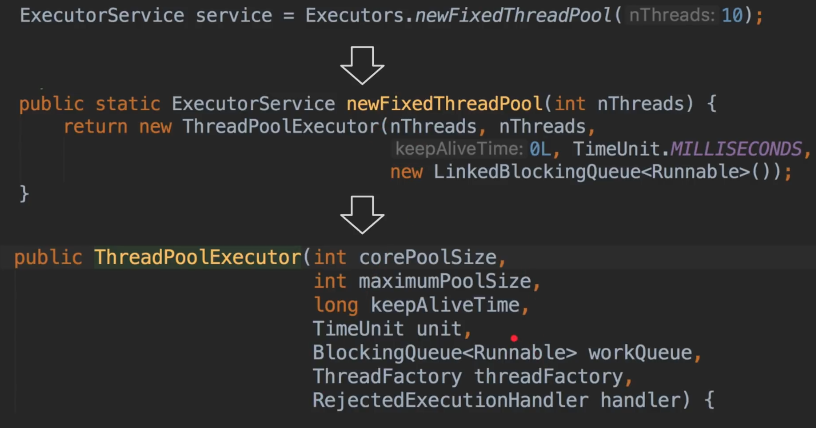 ExecutorService service = Executors.newFixedThreadPool( nThreads: 10);
public static ExecutorService newFixedThreadPool(int nThreads) {
return new ThreadPoolExecutor(nThreads, nThreads,
keepAliveTime: 0L, TimeUnit.MILLISECONDS,
new LinkedBlockingQueue<Runnable>());
}
public ThreadPoolExecutor(int corePoolSize,
int maximumPoolSize,
long keepAliveTime,
TimeUnit unit,
BlockingQueue<Runnable> workQueue,
ThreadFactory threadFactory,
RejectedExecutionHandler handler) {